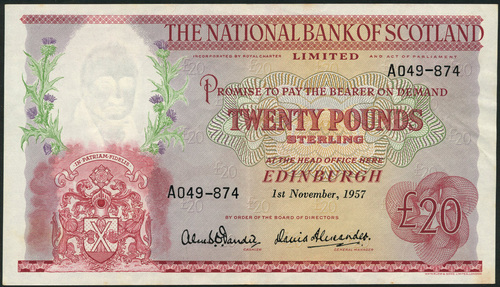 THE NATIONAL BANK OF SCOTLAND
INCORPORATED BY ROYAL CHARTER LIMITED AND ACT OF PARLIAMENT
A049-874
PROMISE TO PAY THE BEARER ON DEMAND
TWENTY POUNDS
STERLING
AT THE HEAD OFFICE HERE
EDINBURGH
IN PATRIAM FIDELIS
A049-874
1st November, 1957
BY ORDER OF THE BOARD OF DIRECTORS
David Alexander
GENERAL MANAGER
£20